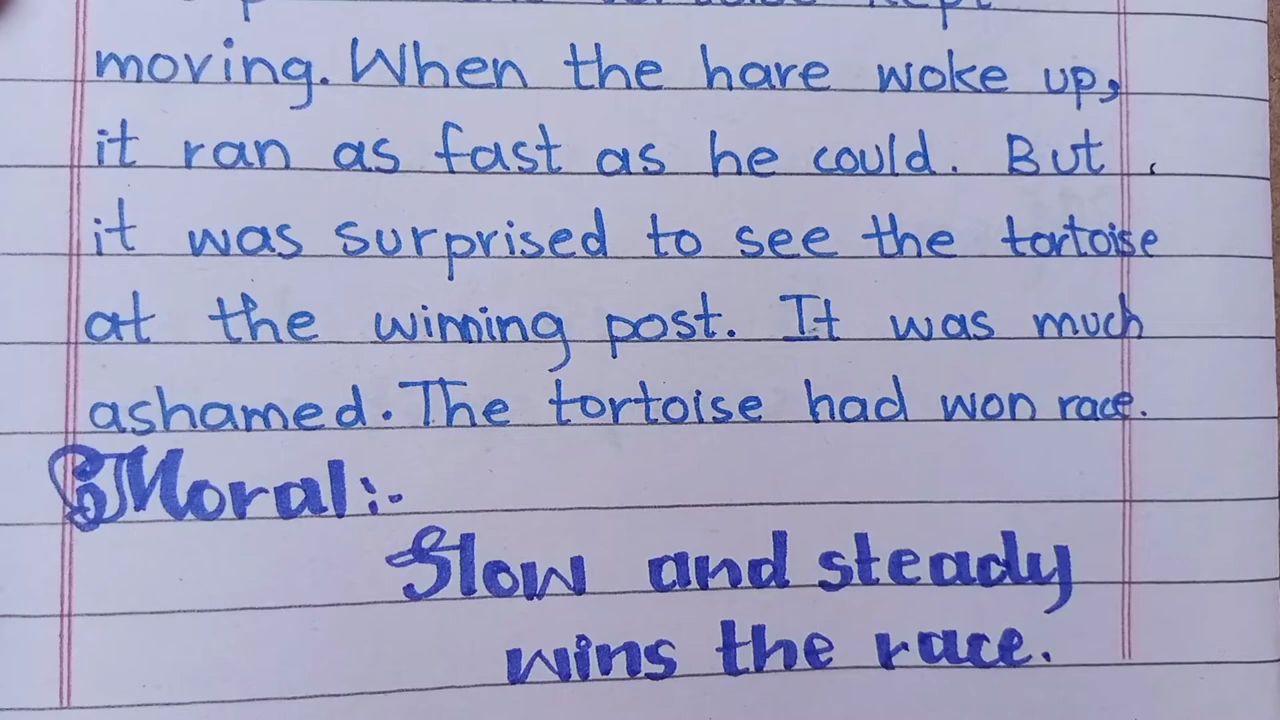 kept
moving. When the hare woke up,
it ran as fast as he could. But
it was surprised to see the tortoise
at the winning post. It was much
ashamed. The tortoise had won race.
Moral:-
Slow and steady
wins the race.